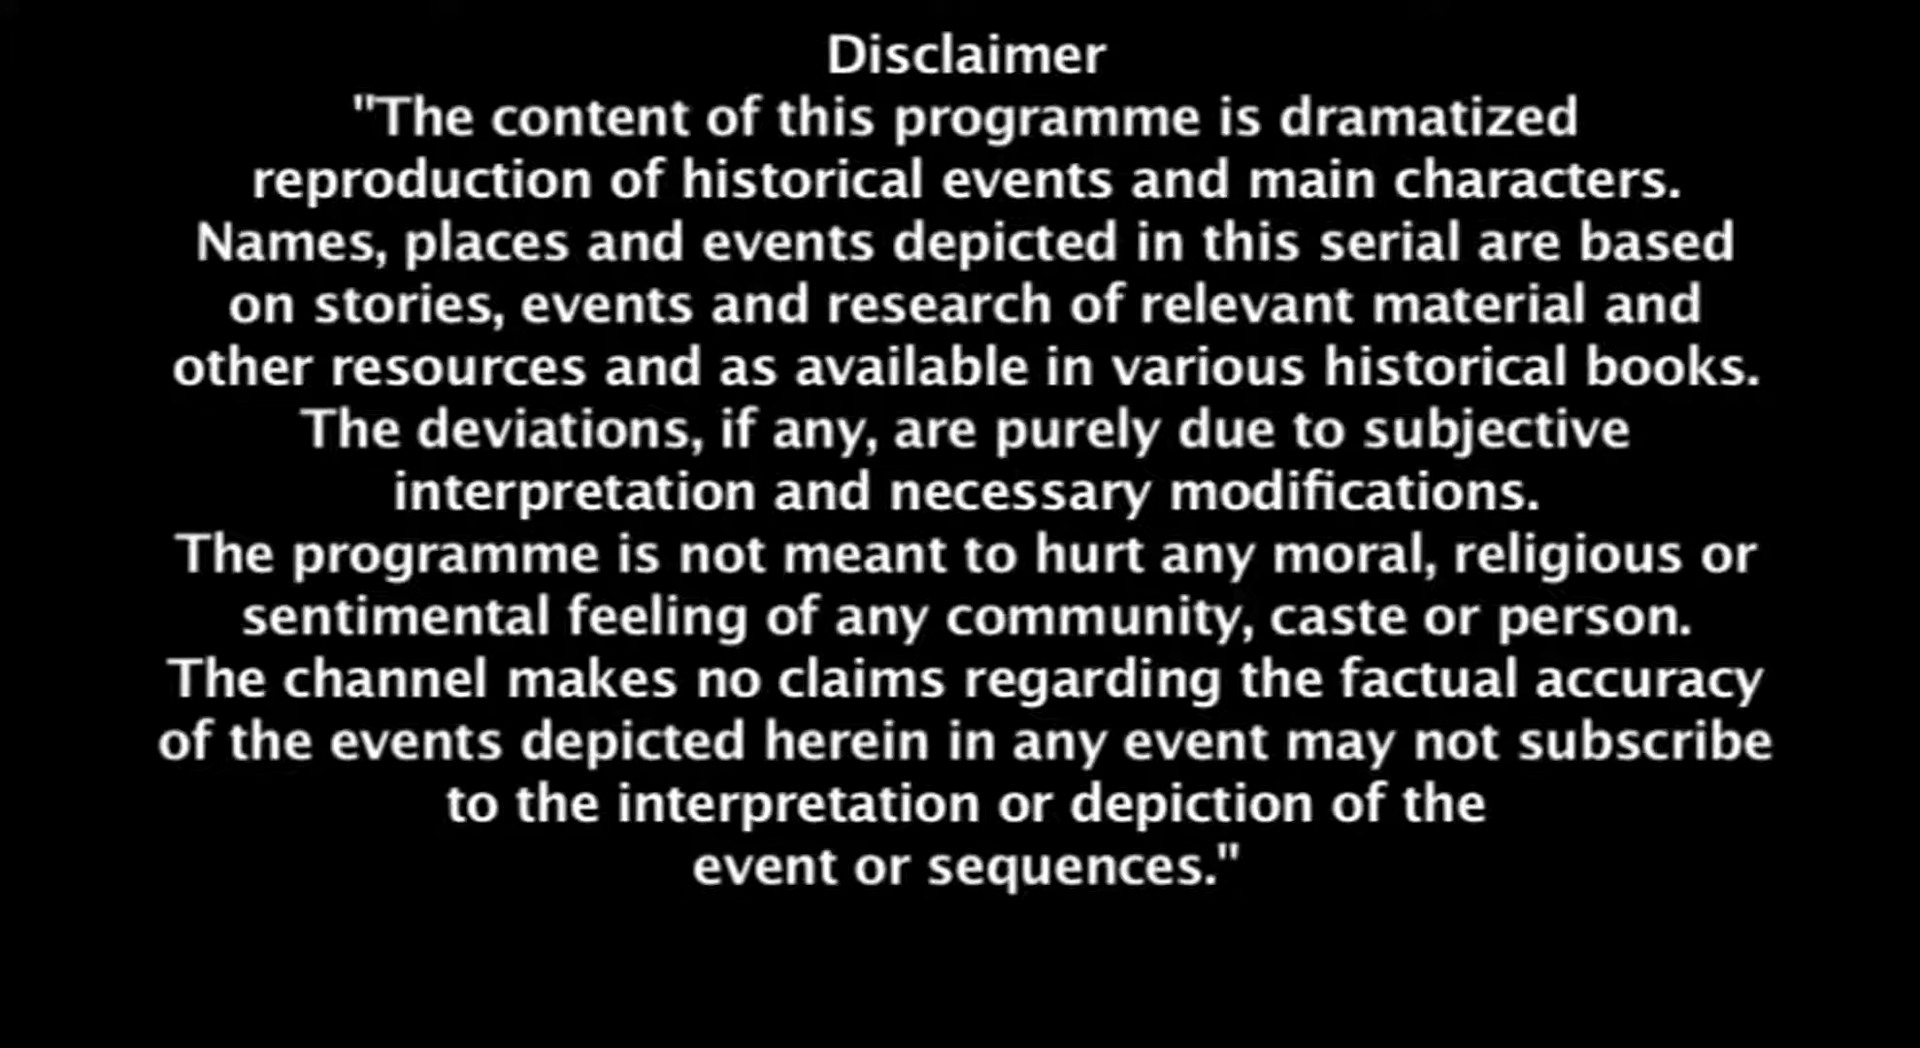 Disclaimer
"The content of this programme is dramatized
reproduction of historical events and main characters.
Names, places and events depicted in this serial are based
on stories, events and research of relevant material and
other resources and as available in various historical books.
The deviations, if any, are purely due to subjective
interpretation and necessary modifications.
The programme is not meant to hurt any moral, religious or
sentimental feeling of any community, caste or person.
The channel makes no claims regarding the factual accuracy
of the events depicted herein in any event may not subscribe
to the interpretation or depiction of the
event or sequences."